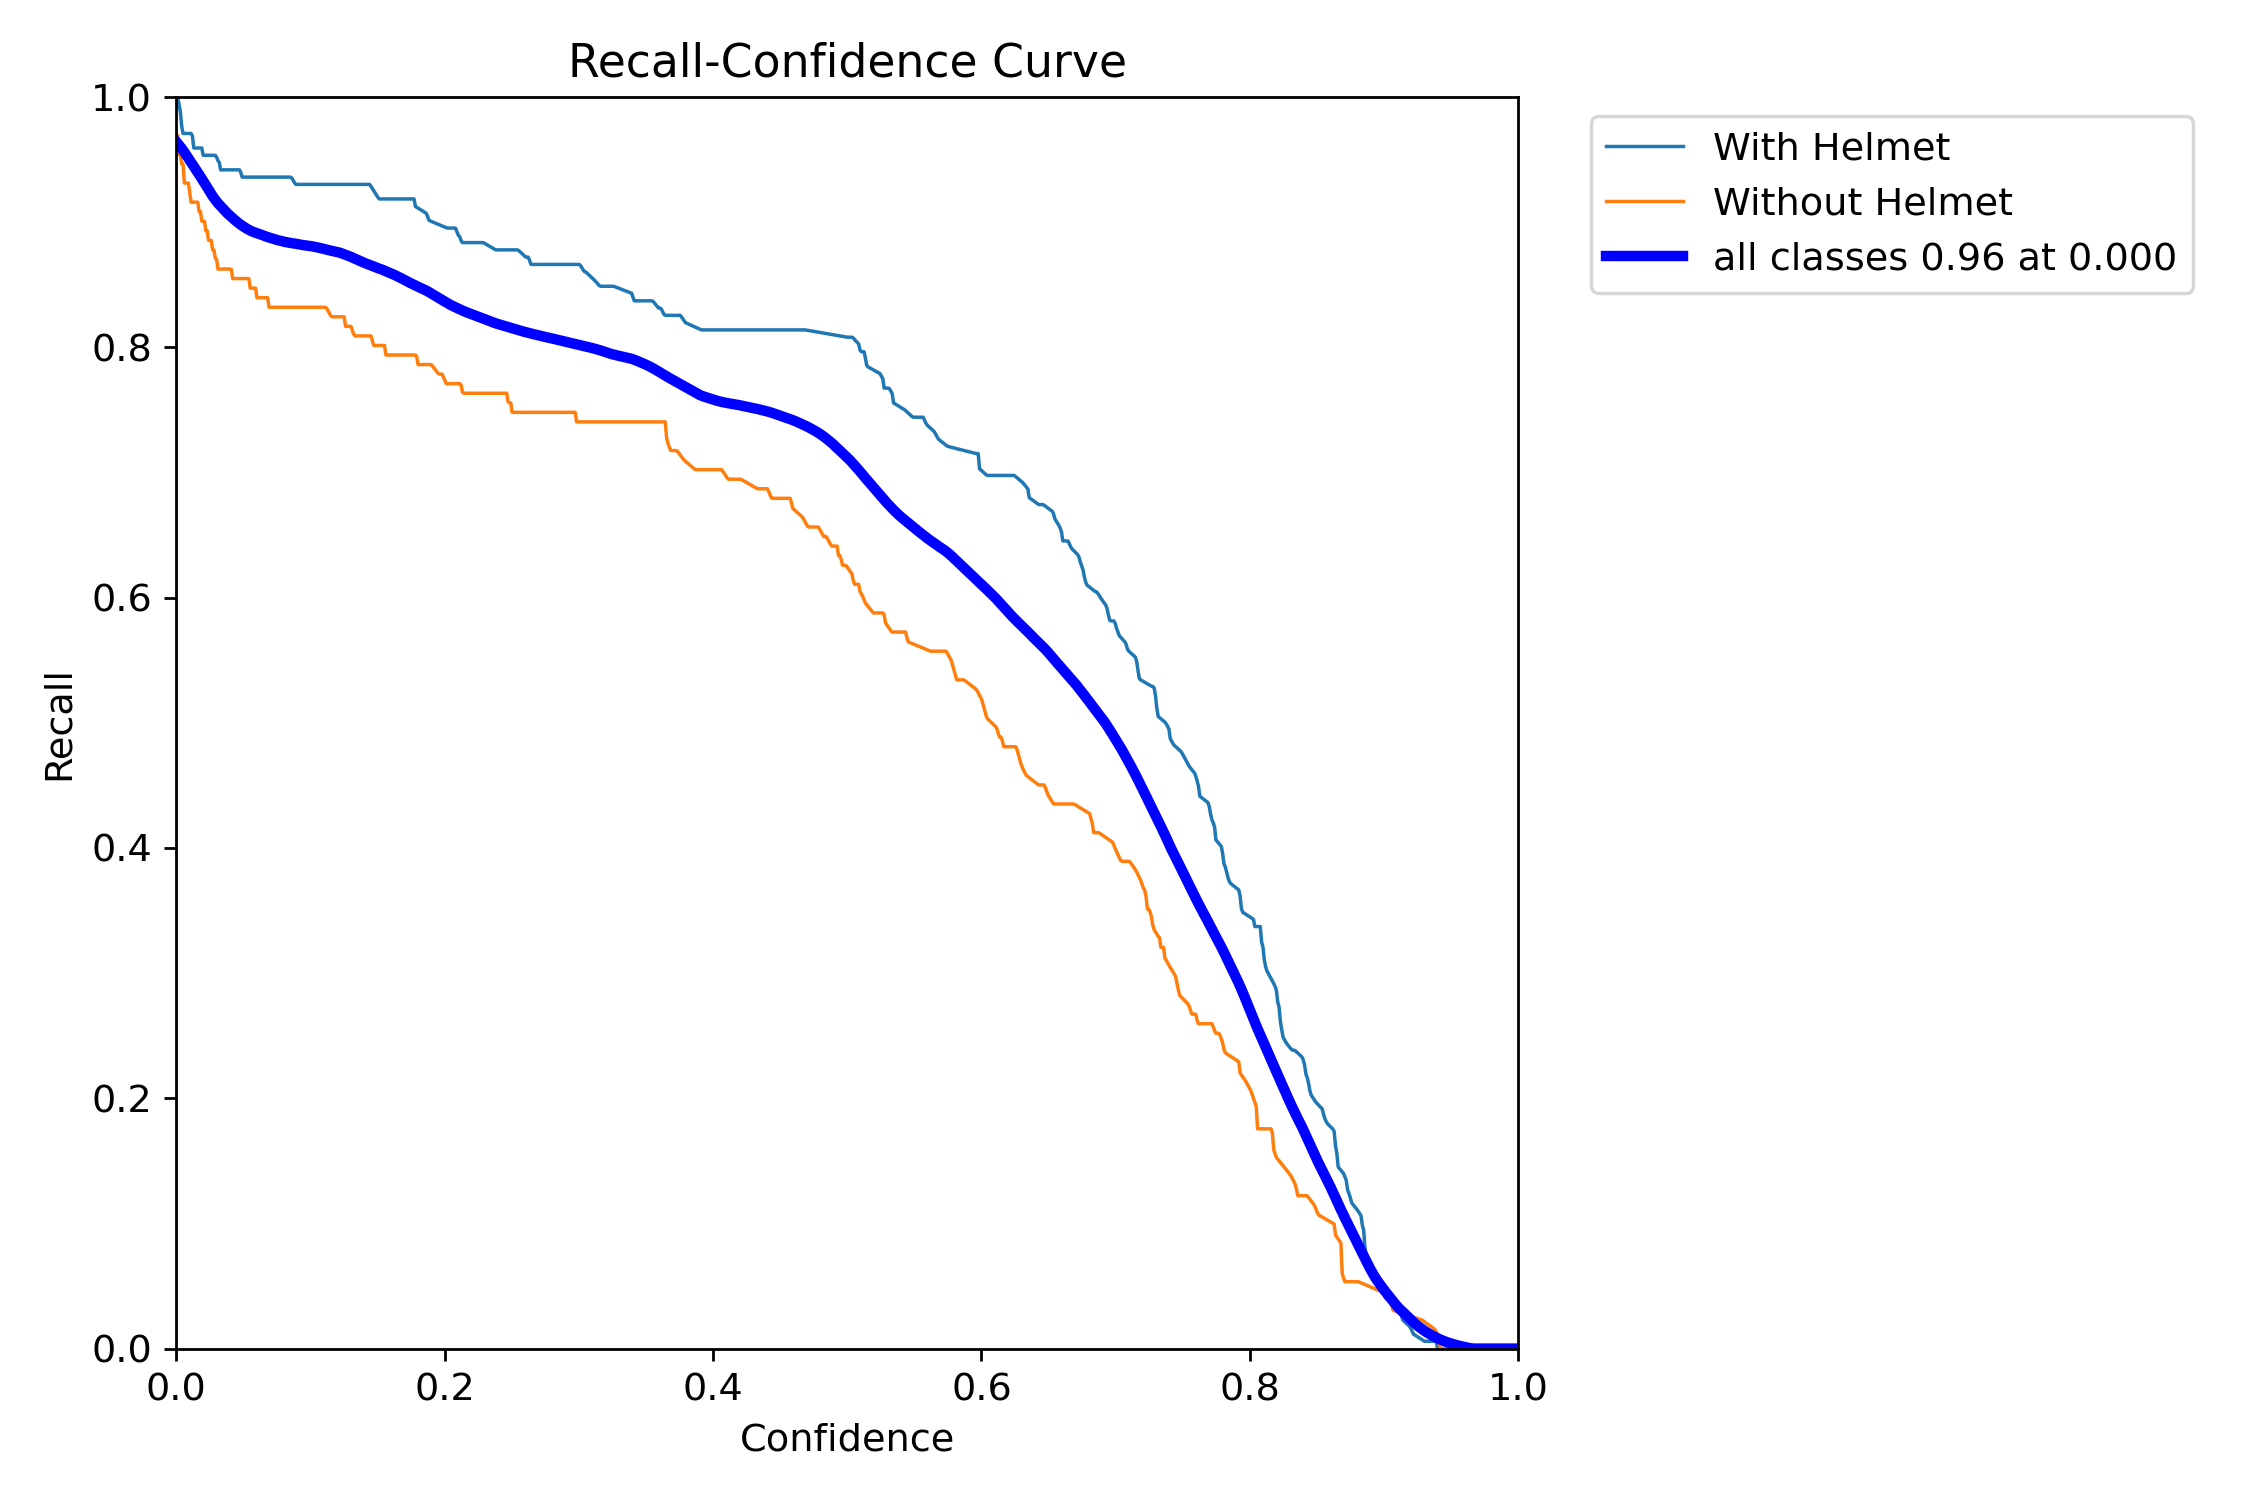 Recall-Confidence Curve
With Helmet
Without Helmet
all classes 0.96 at 0.000
1.0
0.8
0.6
0.4
0.2
0.0
Recall
0.0 0.2 0.4 0.6 0.8 1.0
Confidence